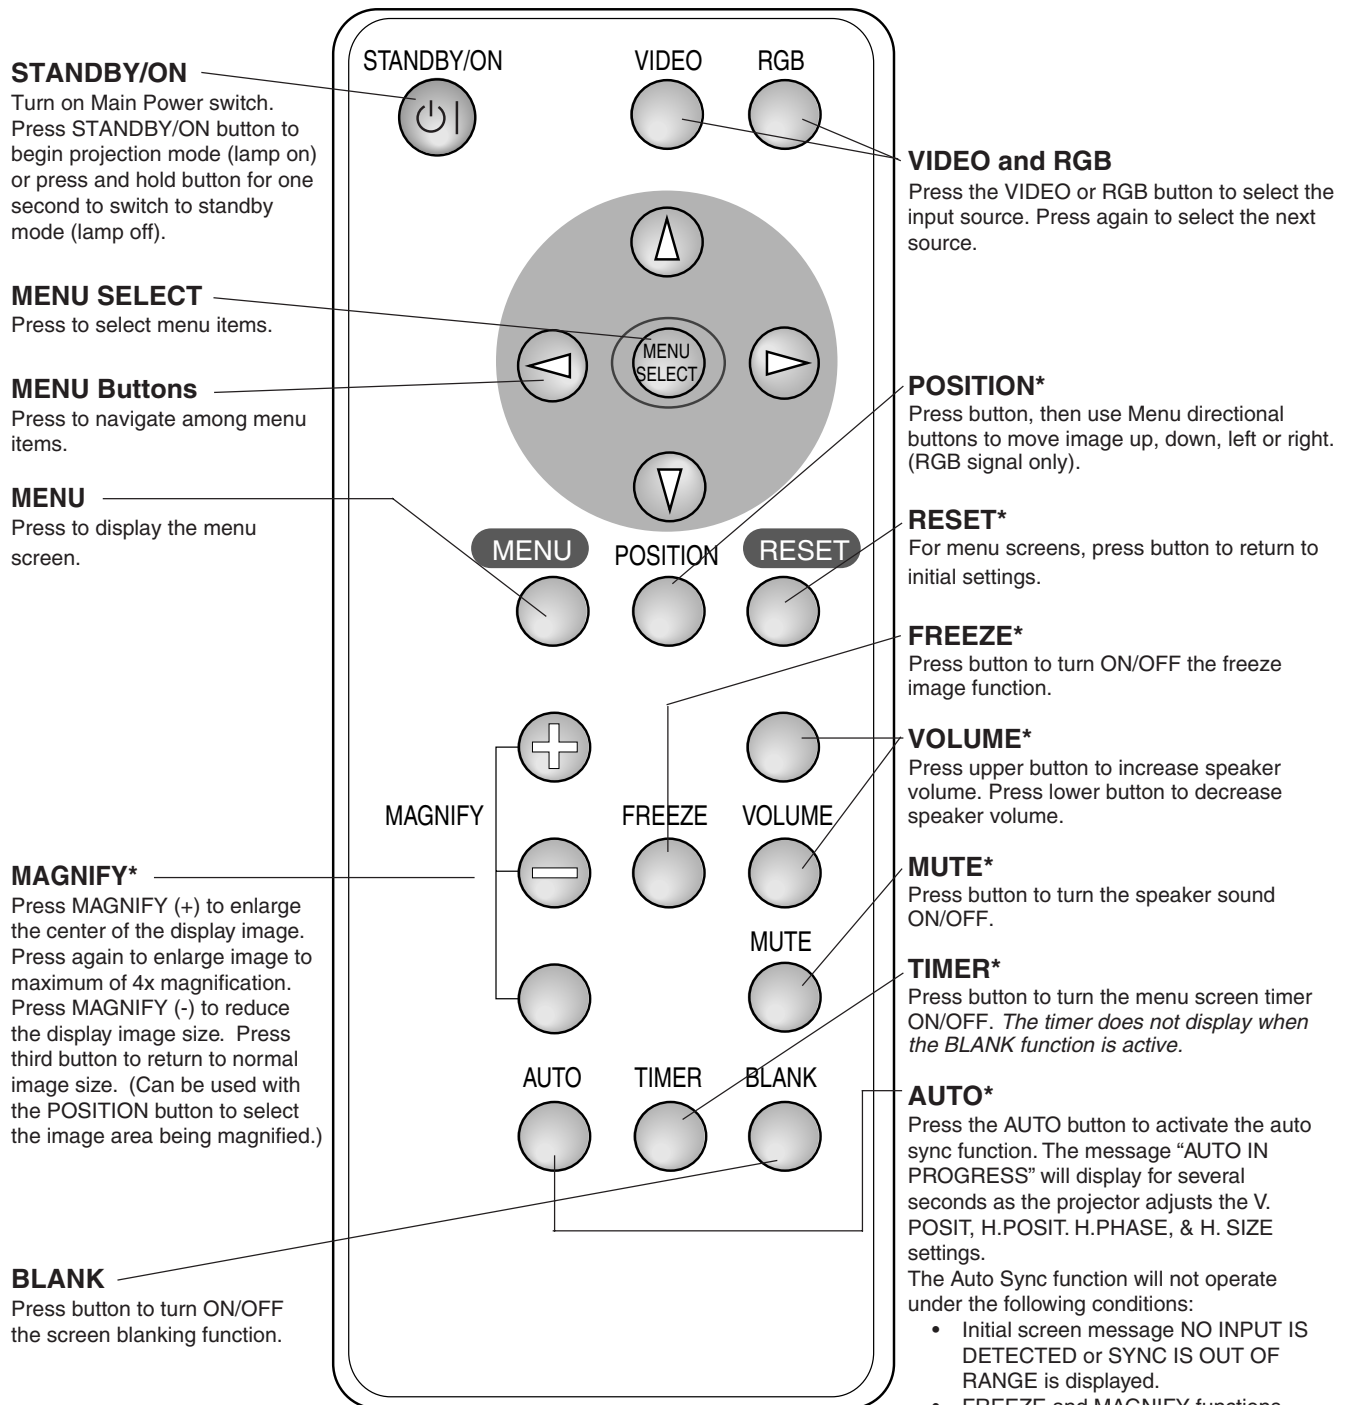 STANDBY/ON
Turn on Main Power switch.
Press STANDBY/ON button to
begin projection mode (lamp on)
or press and hold button for one
second to switch to standby
mode (lamp off).
MENU SELECT
Press to select menu items.
MENU Buttons
Press to navigate among menu
items.
MENU
Press to display the menu
screen.
MAGNIFY*
Press MAGNIFY (+) to enlarge
the center of the display image.
Press again to enlarge image to
maximum of 4x magnification.
Press MAGNIFY (-) to reduce
the display image size. Press
third button to return to normal
image size. (Can be used with
the POSITION button to select
the image area being magnified.)
BLANK
Press button to turn ON/OFF
the screen blanking function.
STANDBY/ON
VIDEO
RGB
MENU
SELECT
MENU
POSITION
RESET
MAGNIFY
FREEZE
VOLUME
MUTE
AUTO
TIMER
BLANK
VIDEO and RGB
Press the VIDEO or RGB button to select the
input source. Press again to select the next
source.
POSITION*
Press button, then use Menu directional
buttons to move image up, down, left or right.
(RGB signal only).
RESET*
For menu screens, press button to return to
initial settings.
FREEZE*
Press button to turn ON/OFF the freeze
image function.
VOLUME*
Press upper button to increase speaker
volume. Press lower button to decrease
speaker volume.
MUTE*
Press button to turn the speaker sound
ON/OFF.
TIMER*
Press button to turn the menu screen timer
ON/OFF. The timer does not display when
the BLANK function is active.
AUTO*
Press the AUTO button to activate the auto
sync function. The message “AUTO IN
PROGRESS” will display for several
seconds as the projector adjusts the V.
POSIT, H.POSIT. H.PHASE, & H. SIZE
settings.
The Auto Sync function will not operate
under the following conditions:
• Initial screen message NO INPUT IS
DETECTED or SYNC IS OUT OF
RANGE is displayed.
• FREEZE and MAGNIFY functions